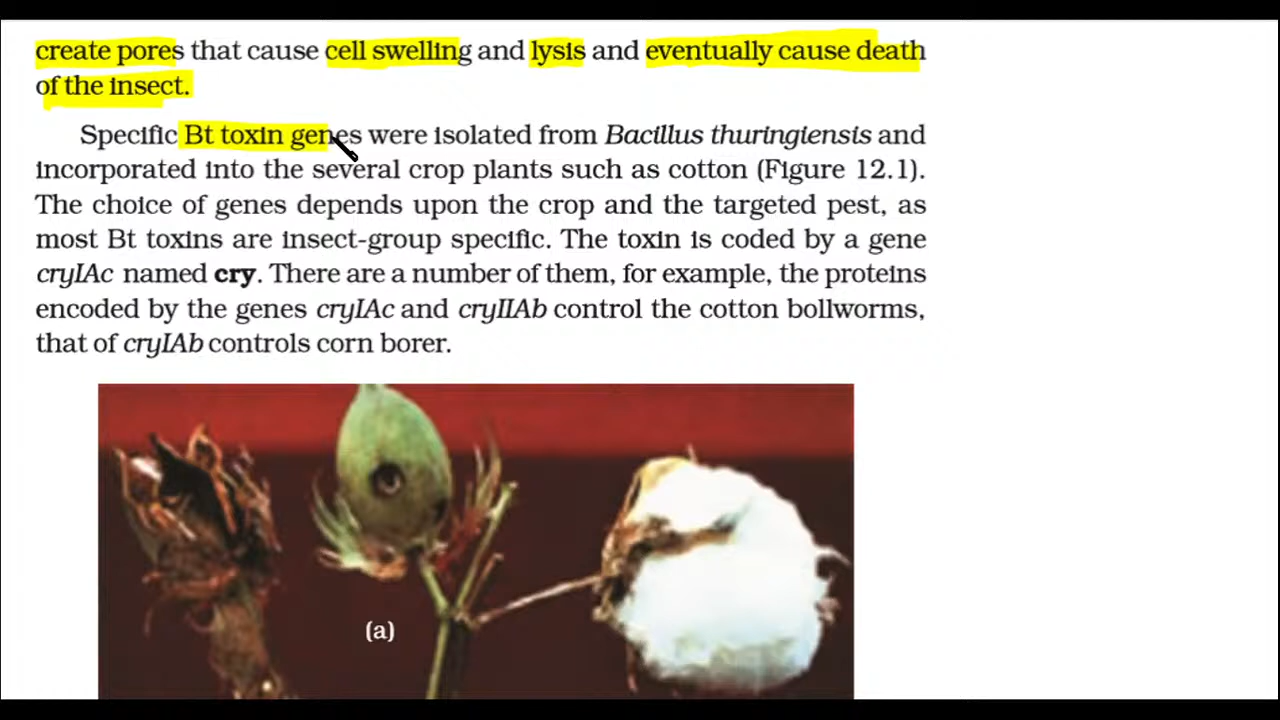 create pores that cause cell swelling and lysis and eventually cause death
of the insect.
Specific Bt toxin genes were isolated from Bacillus thuringiensis and
incorporated into the several crop plants such as cotton (Figure 12.1).
The choice of genes depends upon the crop and the targeted pest, as
most Bt toxins are insect-group specific. The toxin is coded by a gene
cryIAc named cry. There are a number of them, for example, the proteins
encoded by the genes cryIAc and cryIIAb control the cotton bollworms,
that of cryIAb controls corn borer.
(a)